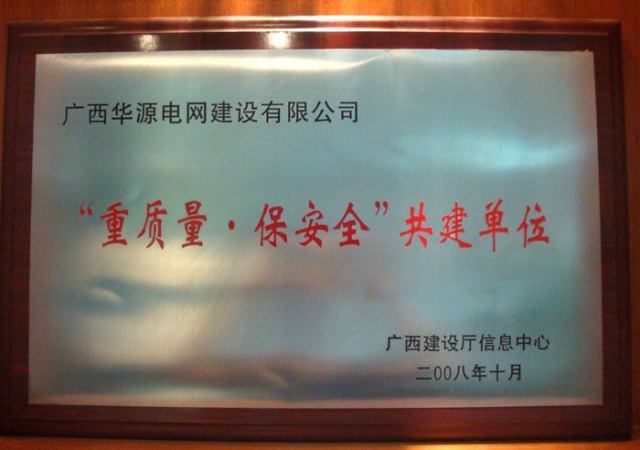 广西华源电网建设有限公司
“重质量·保安全”共建单位
广西建设厅信息中心
二00八年十月